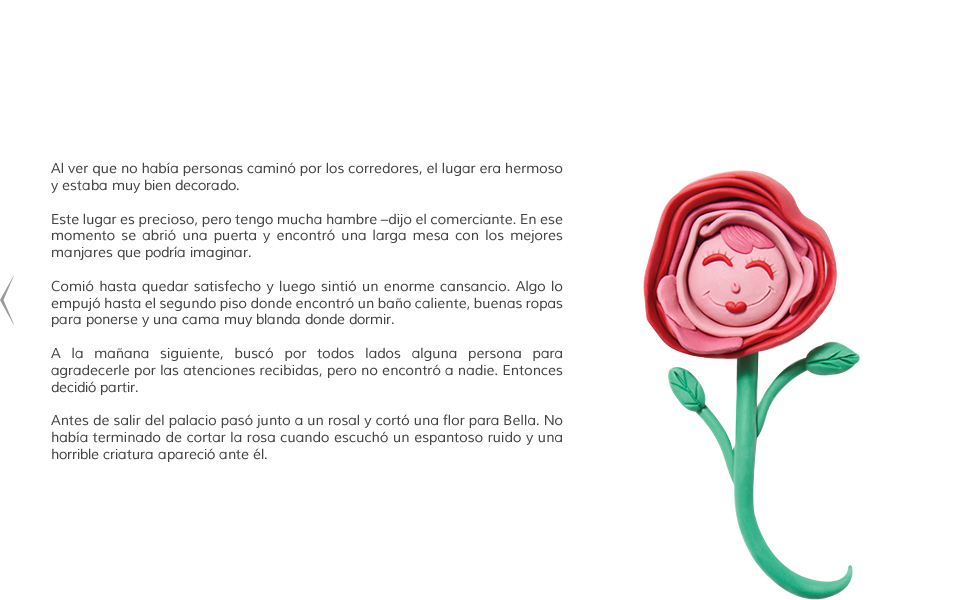 Al ver que no había personas caminó por los corredores, el lugar era hermoso
y estaba muy bien decorado.
Este lugar es precioso, pero tengo mucha hambre –dijo el comerciante. En ese
momento se abrió una puerta y encontró una larga mesa con los mejores
manjares que podría imaginar.
Comió hasta quedar satisfecho y luego sintió un enorme cansancio. Algo lo
empujó hasta el segundo piso donde encontró un baño caliente, buenas ropas
para ponerse y una cama muy blanda donde dormir.
A la mañana siguiente, buscó por todos lados alguna persona para
agradecerle por las atenciones recibidas, pero no encontró a nadie. Entonces
decidió partir.
Antes de salir del palacio pasó junto a un rosal y cortó una flor para Bella. No
había terminado de cortar la rosa cuando escuchó un espantoso ruido y una
horrible criatura apareció ante él.